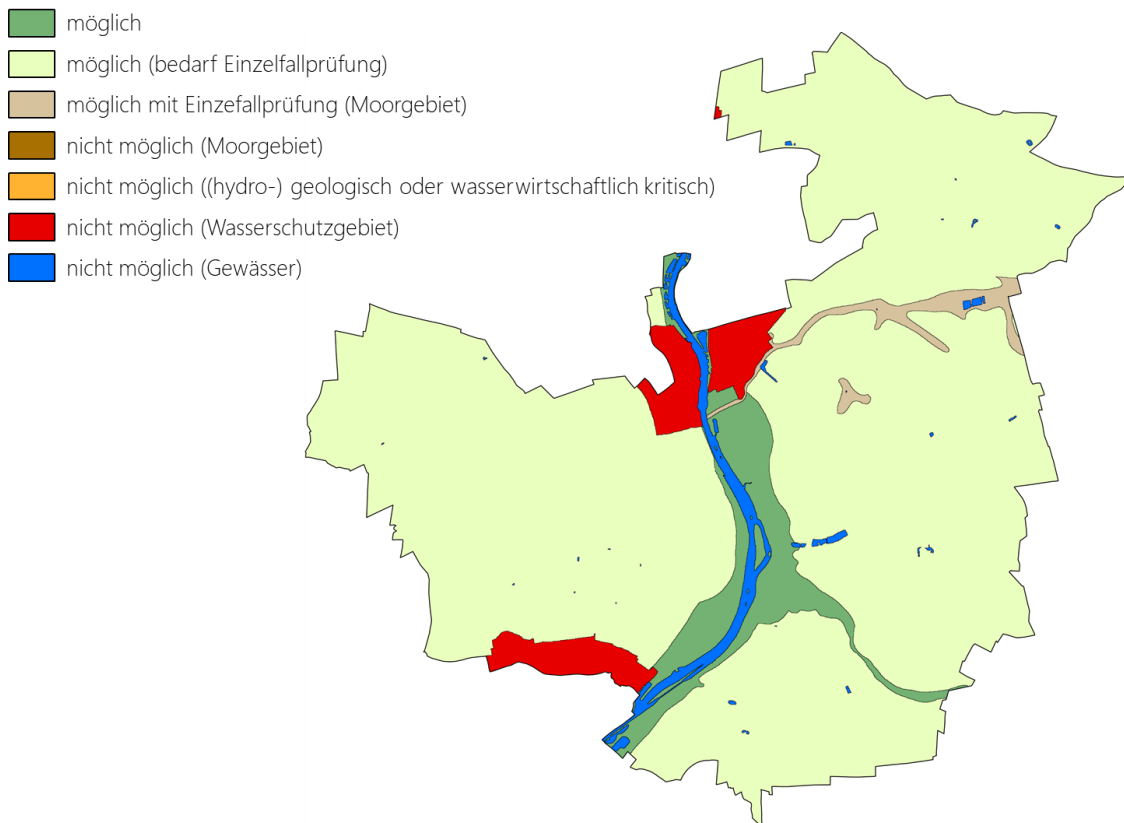 möglich
möglich (bedarf Einzelfallprüfung)
möglich mit Einzefallprüfung (Moorgebiet)
nicht möglich (Moorgebiet)
nicht möglich ((hydro-) geologisch oder wasserwirtschaftlich kritisch)
nicht möglich (Wasserschutzgebiet)
nicht möglich (Gewässer)